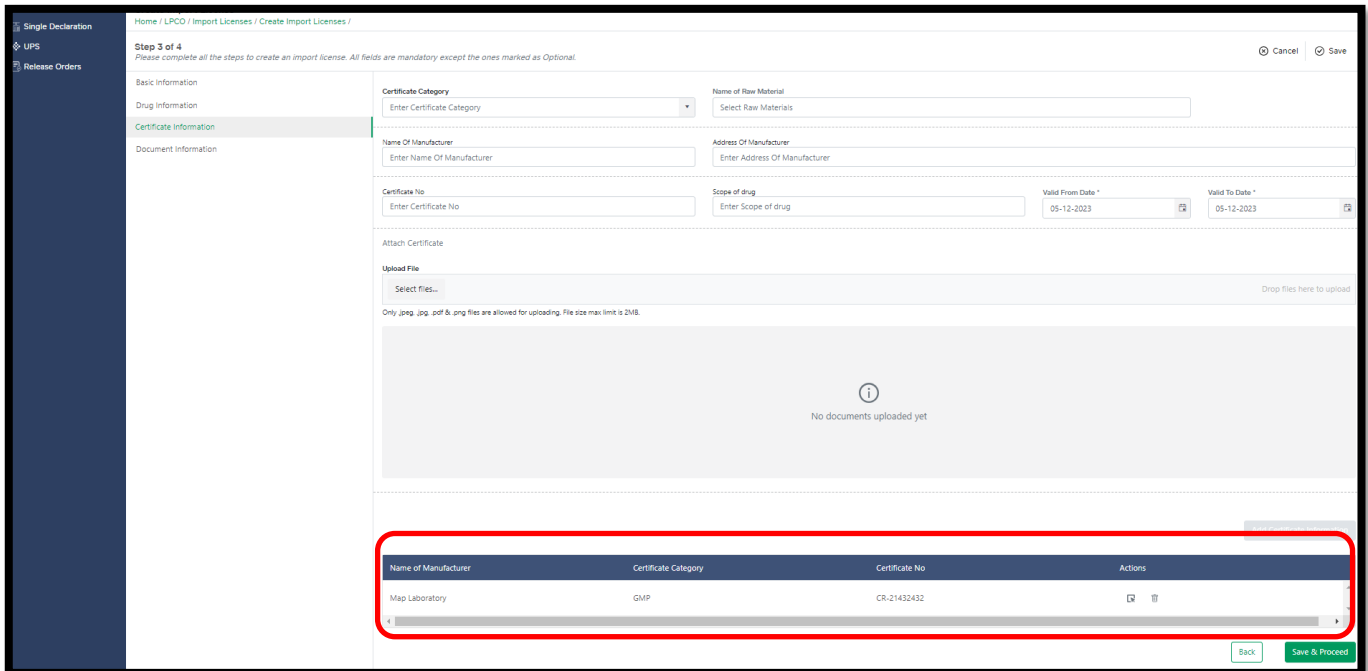 Single Declaration
UPS
Release Orders
Home / LPCO / Import Licenses / Create Import Licenses /
Step 3 of 4
Please complete all the steps to create an import license. All fields are mandatory except the ones marked as Optional.
Cancel
Save
Basic Information
Drug Information
Certificate Information
Document Information
Certificate Category
Name of Raw Material
Enter Certificate Category
Select Raw Materials
Name Of Manufacturer
Address Of Manufacturer
Enter Name Of Manufacturer
Enter Address Of Manufacturer
Certificate No
Scope of drug
Valid From Date *
Valid To Date *
Enter Certificate No
Enter Scope of drug
05-12-2023
05-12-2023
Attach Certificate
Upload File
Select files...
Drop files here to upload
Only .jpeg, .jpg, .pdf & .png files are allowed for uploading. File size max limit is 2MB.
No documents uploaded yet
Name of Manufacturer
Certificate Category
Certificate No
Actions
Map Laboratory
GMP
CR-21432432
Back
Save & Proceed